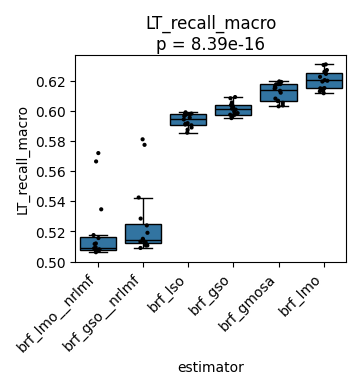 LT_recall_macro
p = 8.39e-16
LT_recall_macro
0.62
0.60
0.58
0.56
0.54
0.52
0.50
brf_lmo__nrlmf
brf_gso__nrlmf
brf_lso
brf_gso
brf_gmosa
brf_lmo
estimator